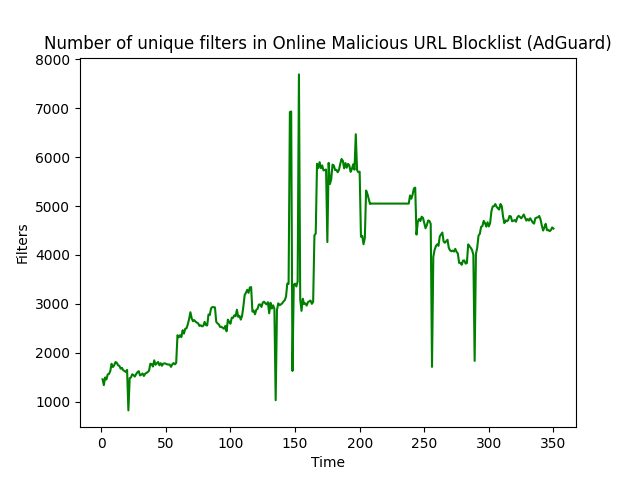 Number of unique filters in Online Malicious URL Blocklist (AdGuard)
8000
7000
6000
5000
4000
3000
2000
1000
Filters
0 50 100 150 200 250 300 350
Time